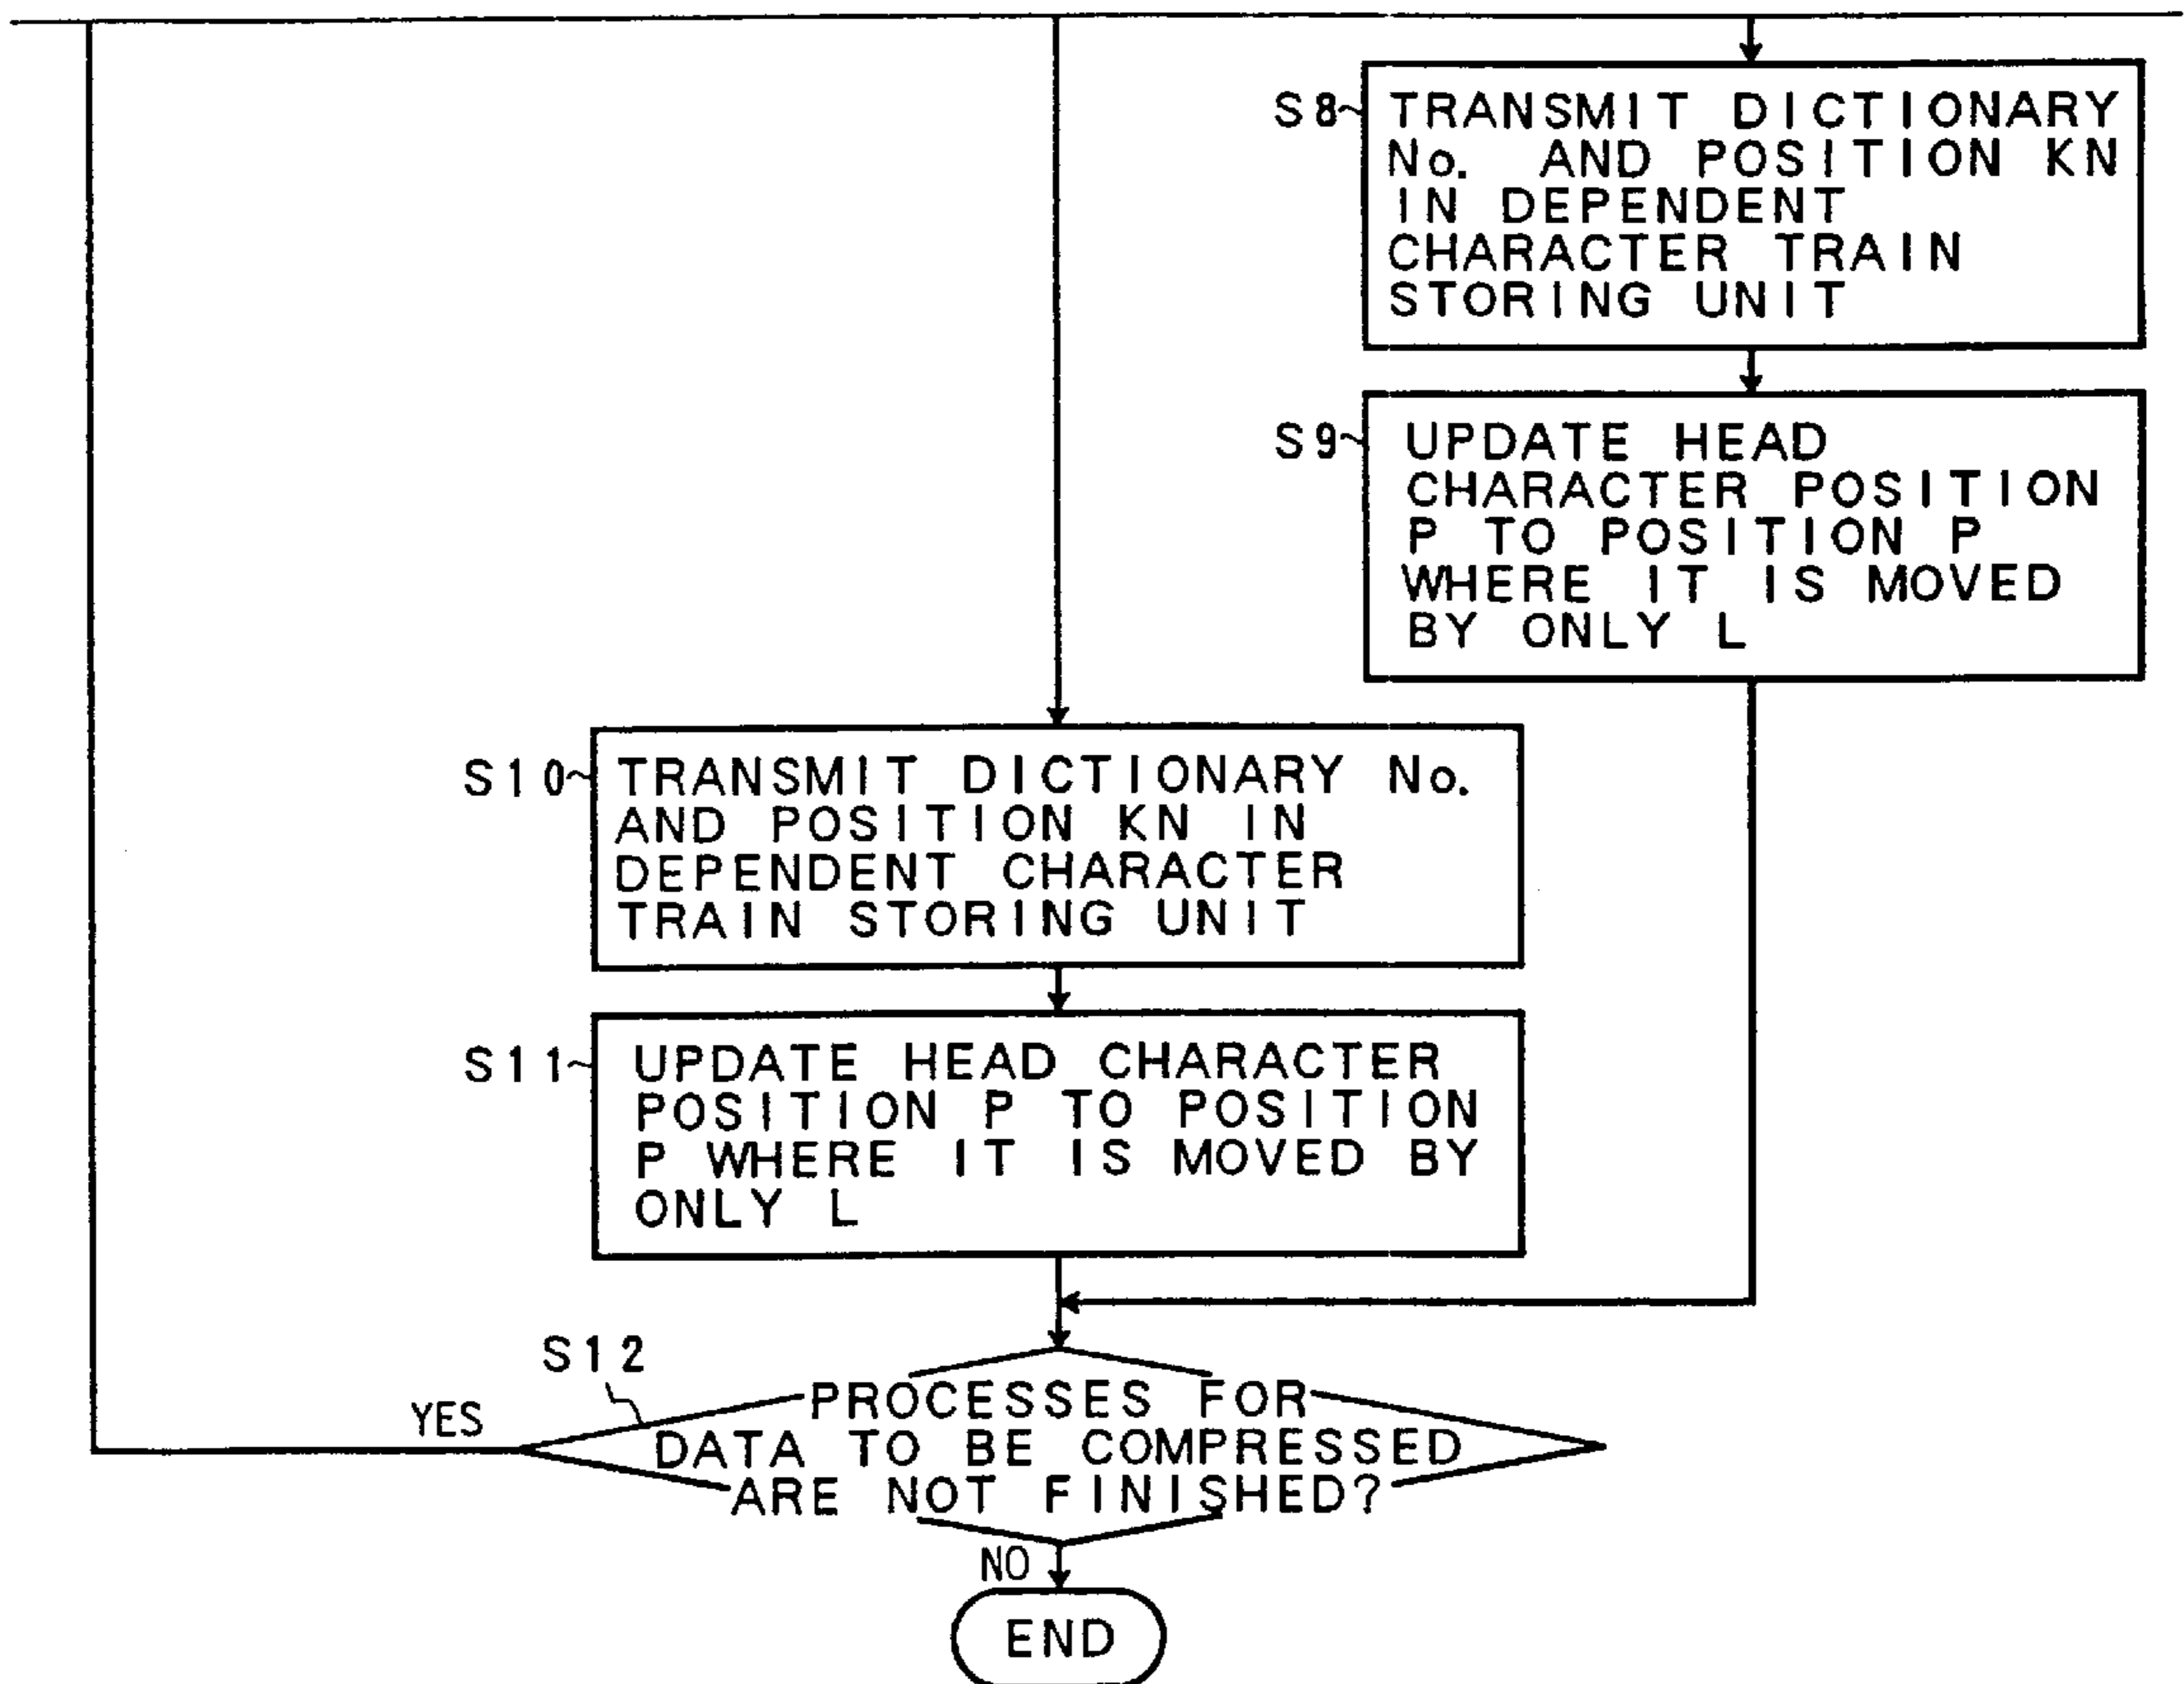 S8
TRANSMIT DICTIONARY
No. AND POSITION KN
IN DEPENDENT
CHARACTER TRAIN
STORING UNIT
S9
UPDATE HEAD
CHARACTER POSITION
P TO POSITION P
WHERE IT IS MOVED
BY ONLY L
S10
TRANSMIT DICTIONARY No.
AND POSITION KN IN
DEPENDENT CHARACTER
TRAIN STORING UNIT
S11
UPDATE HEAD CHARACTER
POSITION P TO POSITION
P WHERE IT IS MOVED BY
ONLY L
S12
YES
PROCESSES FOR
DATA TO BE COMPRESSED
ARE NOT FINISHED?
NO
END